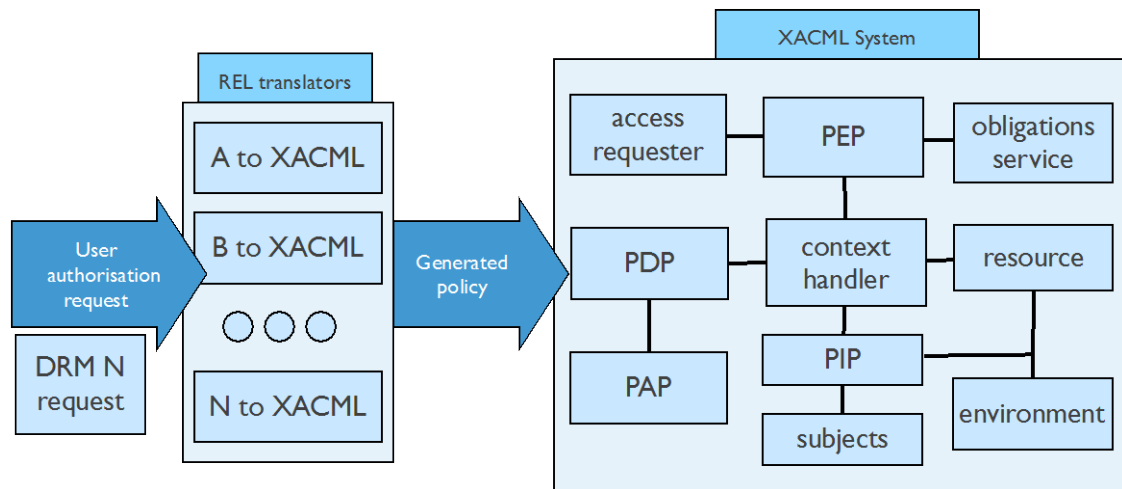 REL translators
A to XACML
B to XACML
N to XACML
User
authorisation
request
DRM N
request
Generated
policy
XACML System
access
requester
PEP
obligations
service
PDP
context
handler
resource
PAP
PIP
subjects
environment